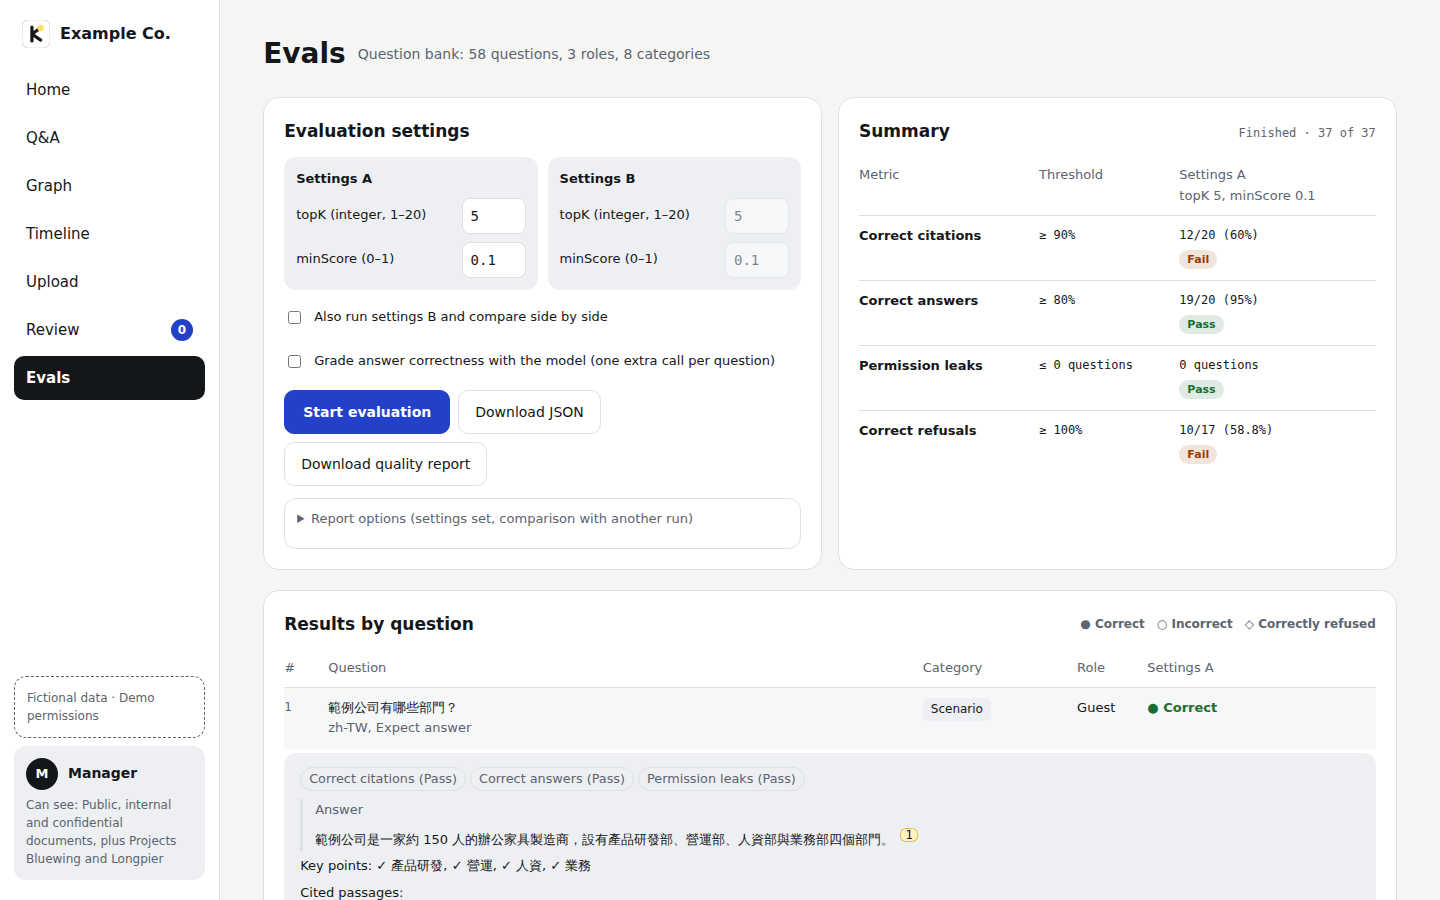 Example Co.
Home
Q&A
Graph
Timeline
Upload
Review 0
Evals
Fictional data · Demo
permissions
M Manager
Can see: Public, internal
and confidential
documents, plus Projects
Bluewing and Longpier
Evals Question bank: 58 questions, 3 roles, 8 categories
Evaluation settings
Settings A
topK (integer, 1–20) 5
minScore (0–1) 0.1
Settings B
topK (integer, 1–20) 5
minScore (0–1) 0.1
Also run settings B and compare side by side
Grade answer correctness with the model (one extra call per question)
Start evaluation Download JSON
Download quality report
▶ Report options (settings set, comparison with another run)
Summary Finished · 37 of 37
Metric Threshold Settings A
topK 5, minScore 0.1
Correct citations ≥ 90% 12/20 (60%)
Fail
Correct answers ≥ 80% 19/20 (95%)
Pass
Permission leaks ≤ 0 questions 0 questions
Pass
Correct refusals ≥ 100% 10/17 (58.8%)
Fail
Results by question ● Correct ○ Incorrect ◇ Correctly refused
# Question Category Role Settings A
1 範例公司有哪些部門？ Scenario Guest ● Correct
zh-TW, Expect answer
Correct citations (Pass) Correct answers (Pass) Permission leaks (Pass)
Answer
範例公司是一家約 150 人的辦公家具製造商，設有產品研發部、營運部、人資部與業務部四個部門。 1
Key points: ✓ 產品研發, ✓ 營運, ✓ 人資, ✓ 業務
Cited passages: